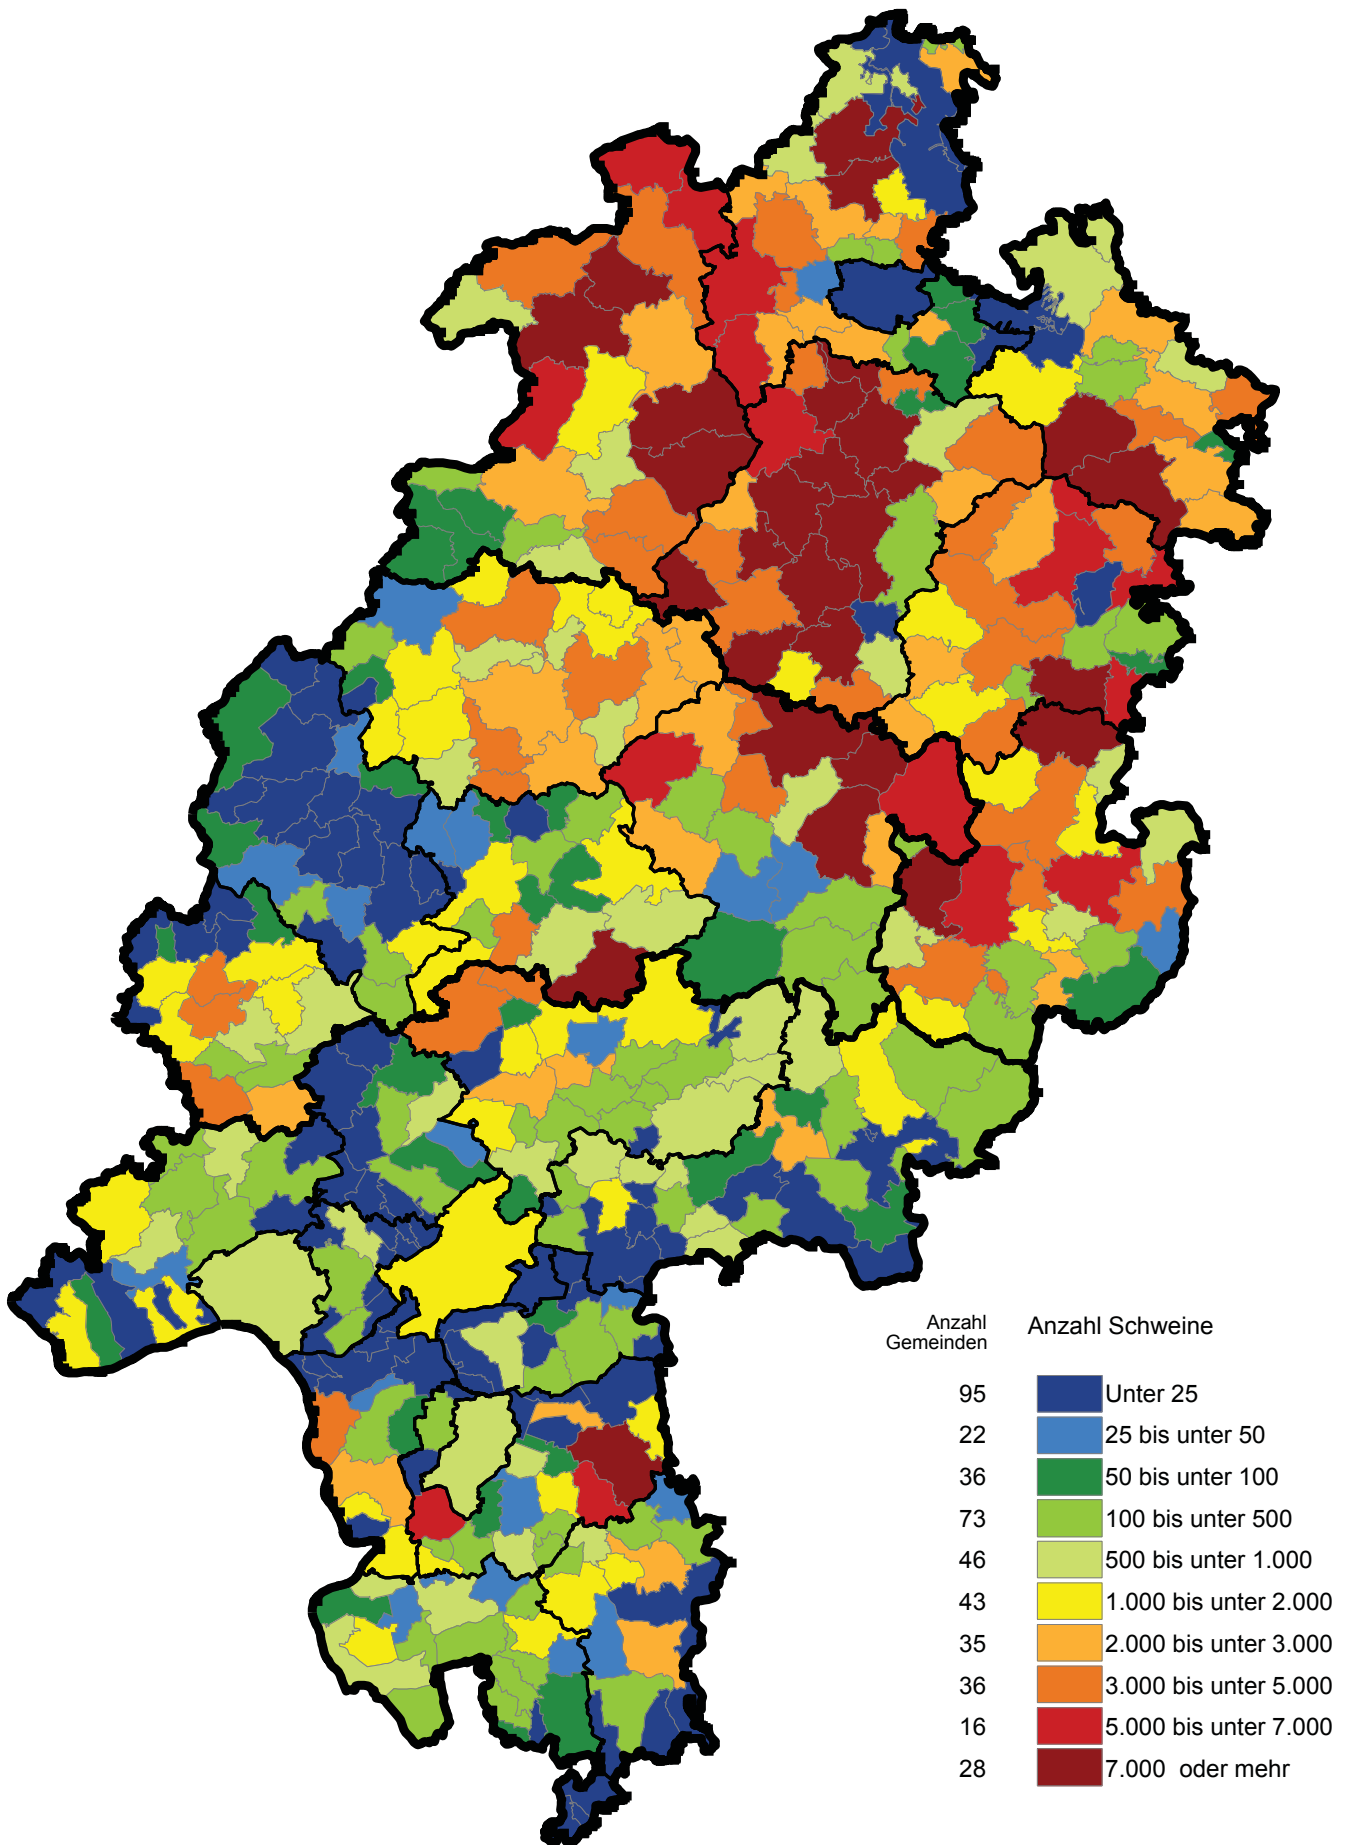 Anzahl
Gemeinden
Anzahl Schweine
95 Unter 25
22 25 bis unter 50
36 50 bis unter 100
73 100 bis unter 500
46 500 bis unter 1.000
43 1.000 bis unter 2.000
35 2.000 bis unter 3.000
36 3.000 bis unter 5.000
16 5.000 bis unter 7.000
28 7.000 oder mehr